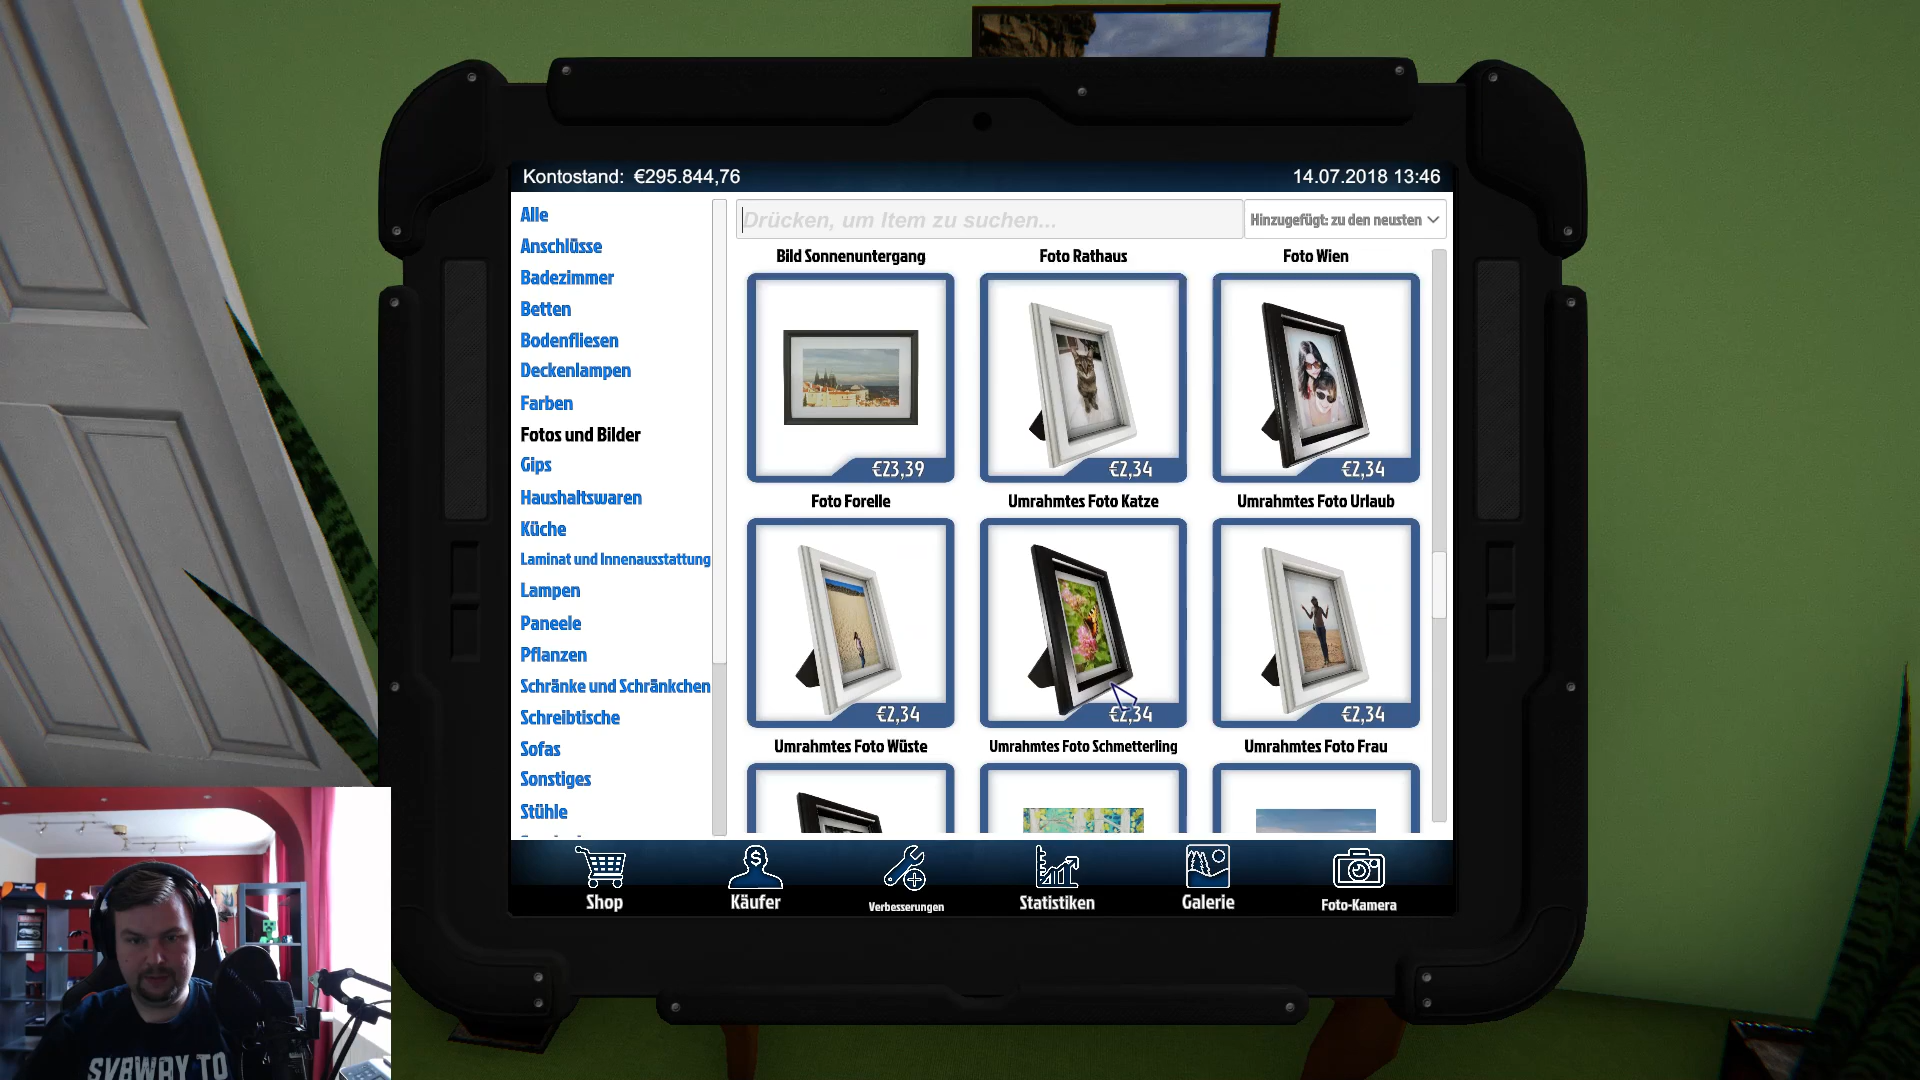 Kontostand: €295.844,76
14.07.2018 13:46
Alle
Anschlüsse
Badezimmer
Betten
Bodenfliesen
Deckenlampen
Farben
Fotos und Bilder
Gips
Haushaltswaren
Küche
Laminat und Innenausstattung
Lampen
Paneele
Pflanzen
Schränke und Schränkchen
Schreibtische
Sofas
Sonstiges
Stühle
Drücken, um Item zu suchen...
Hinzugefügt: zu den neusten
Bild Sonnenuntergang
Foto Rathaus
Foto Wien
€23,39
€2,34
€2,34
Foto Forelle
Umrahmtes Foto Katze
Umrahmtes Foto Urlaub
€2,34
€2,34
€2,34
Umrahmtes Foto Wüste
Umrahmtes Foto Schmetterling
Umrahmtes Foto Frau
Shop
Käufer
Verbesserungen
Statistiken
Galerie
Foto-Kamera
SVBWAY TO